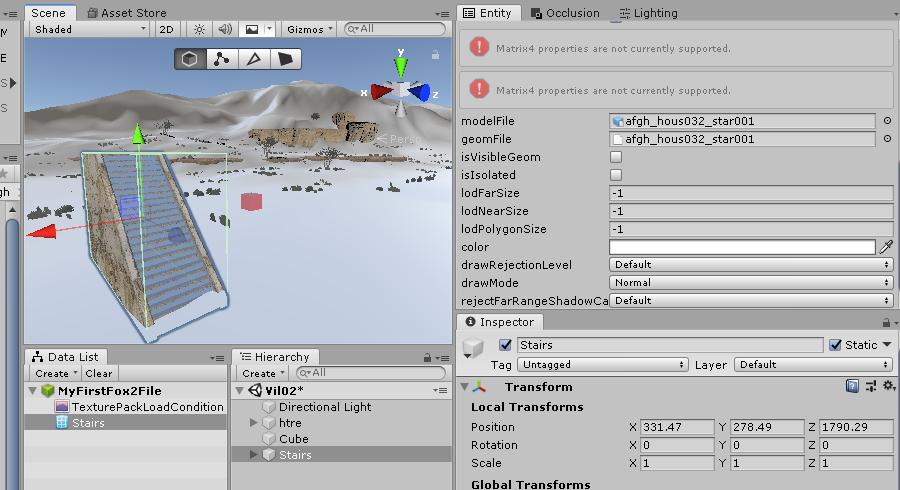 Scene
Asset Store
Shaded
2D
Gizmos
All
y
x
z
Persp
Data List
Create
Clear
MyFirstFox2File
TexturePackLoadCondition
Stairs
Hierarchy
Create
All
Vil02*
Directional Light
htre
Cube
Stairs
Entity
Occlusion
Lighting
Matrix4 properties are not currently supported.
Matrix4 properties are not currently supported.
modelFile afgh_hous032_star001
geomFile afgh_hous032_star001
isVisibleGeom
isIsolated
lodFarSize -1
lodNearSize -1
lodPolygonSize -1
color
drawRejectionLevel Default
drawMode Normal
rejectFarRangeShadowCa Default
Inspector
Stairs Static
Tag Untagged Layer Default
Transform
Local Transforms
Position X 331.47 Y 278.49 Z 1790.29
Rotation X 0 Y 0 Z 0
Scale X 1 Y 1 Z 1
Global Transforms